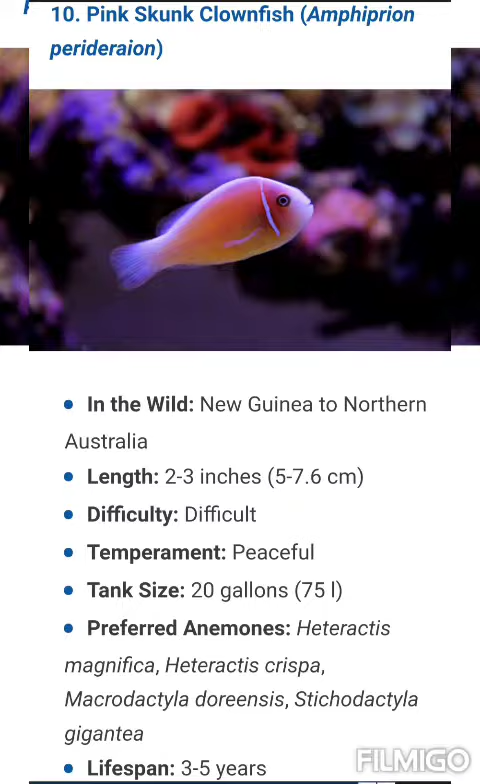 10. Pink Skunk Clownfish (Amphiprion
perideraion)
In the Wild: New Guinea to Northern
Australia
Length: 2-3 inches (5-7.6 cm)
Difficulty: Difficult
Temperament: Peaceful
Tank Size: 20 gallons (75 l)
Preferred Anemones: Heteractis
magnifica, Heteractis crispa,
Macrodactyla doreensis, Stichodactyla
gigantea
Lifespan: 3-5 years
FILMIGO